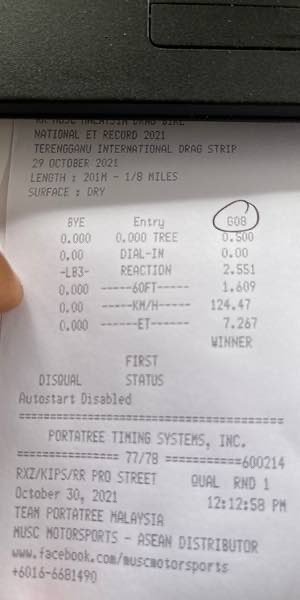 NATIONAL ET RECORD 2021
TERENGGANU INTERNATIONAL DRAG STRIP
29 OCTOBER 2021
LENGTH : 201M - 1/8 MILES
SURFACE : DRY
BYE Entry G08
0.000 0.000 TREE 0.500
0.00 DIAL-IN 0.00
-LB3- REACTION 2.551
0.000 -----60FT----- 1.609
0.00 -----KM/H----- 124.47
0.000 ------ET------ 7.267
WINNER
FIRST
DISQUAL STATUS
Autostart Disabled
========================================
PORTATREE TIMING SYSTEMS, INC.
=============== 77/78 ===========600214
RXZ/KIPS/RR PRO STREET QUAL RND 1
October 30, 2021 12:12:58 PM
TEAM PORTATREE MALAYSIA
MUSC MOTORSPORTS - ASEAN DISTRIBUTOR
www.facebook.com/muscmotorsports
+6016-6681490